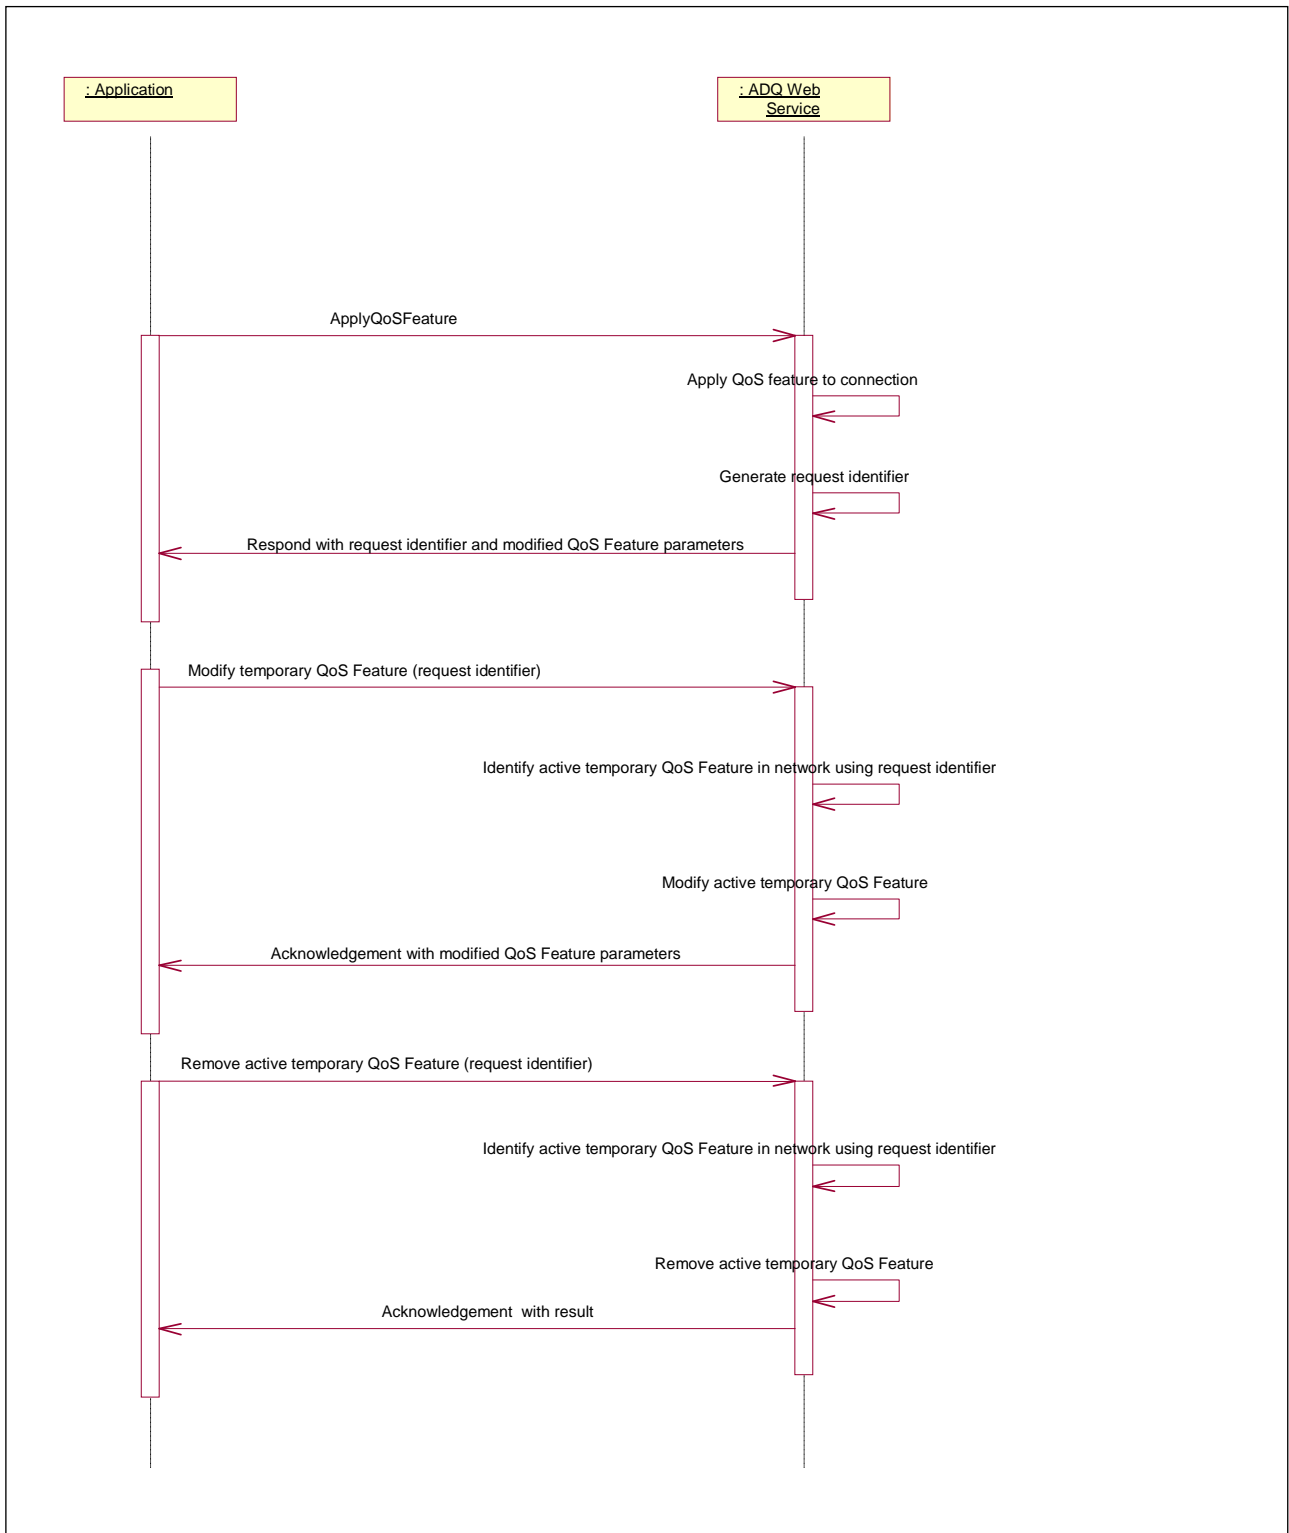 : Application
: ADQ Web
Service
ApplyQoSFeature
Apply QoS feature to connection
Generate request identifier
Respond with request identifier and modified QoS Feature parameters
Modify temporary QoS Feature (request identifier)
Identify active temporary QoS Feature in network using request identifier
Modify active temporary QoS Feature
Acknowledgement with modified QoS Feature parameters
Remove active temporary QoS Feature (request identifier)
Identify active temporary QoS Feature in network using request identifier
Remove active temporary QoS Feature
Acknowledgement  with result